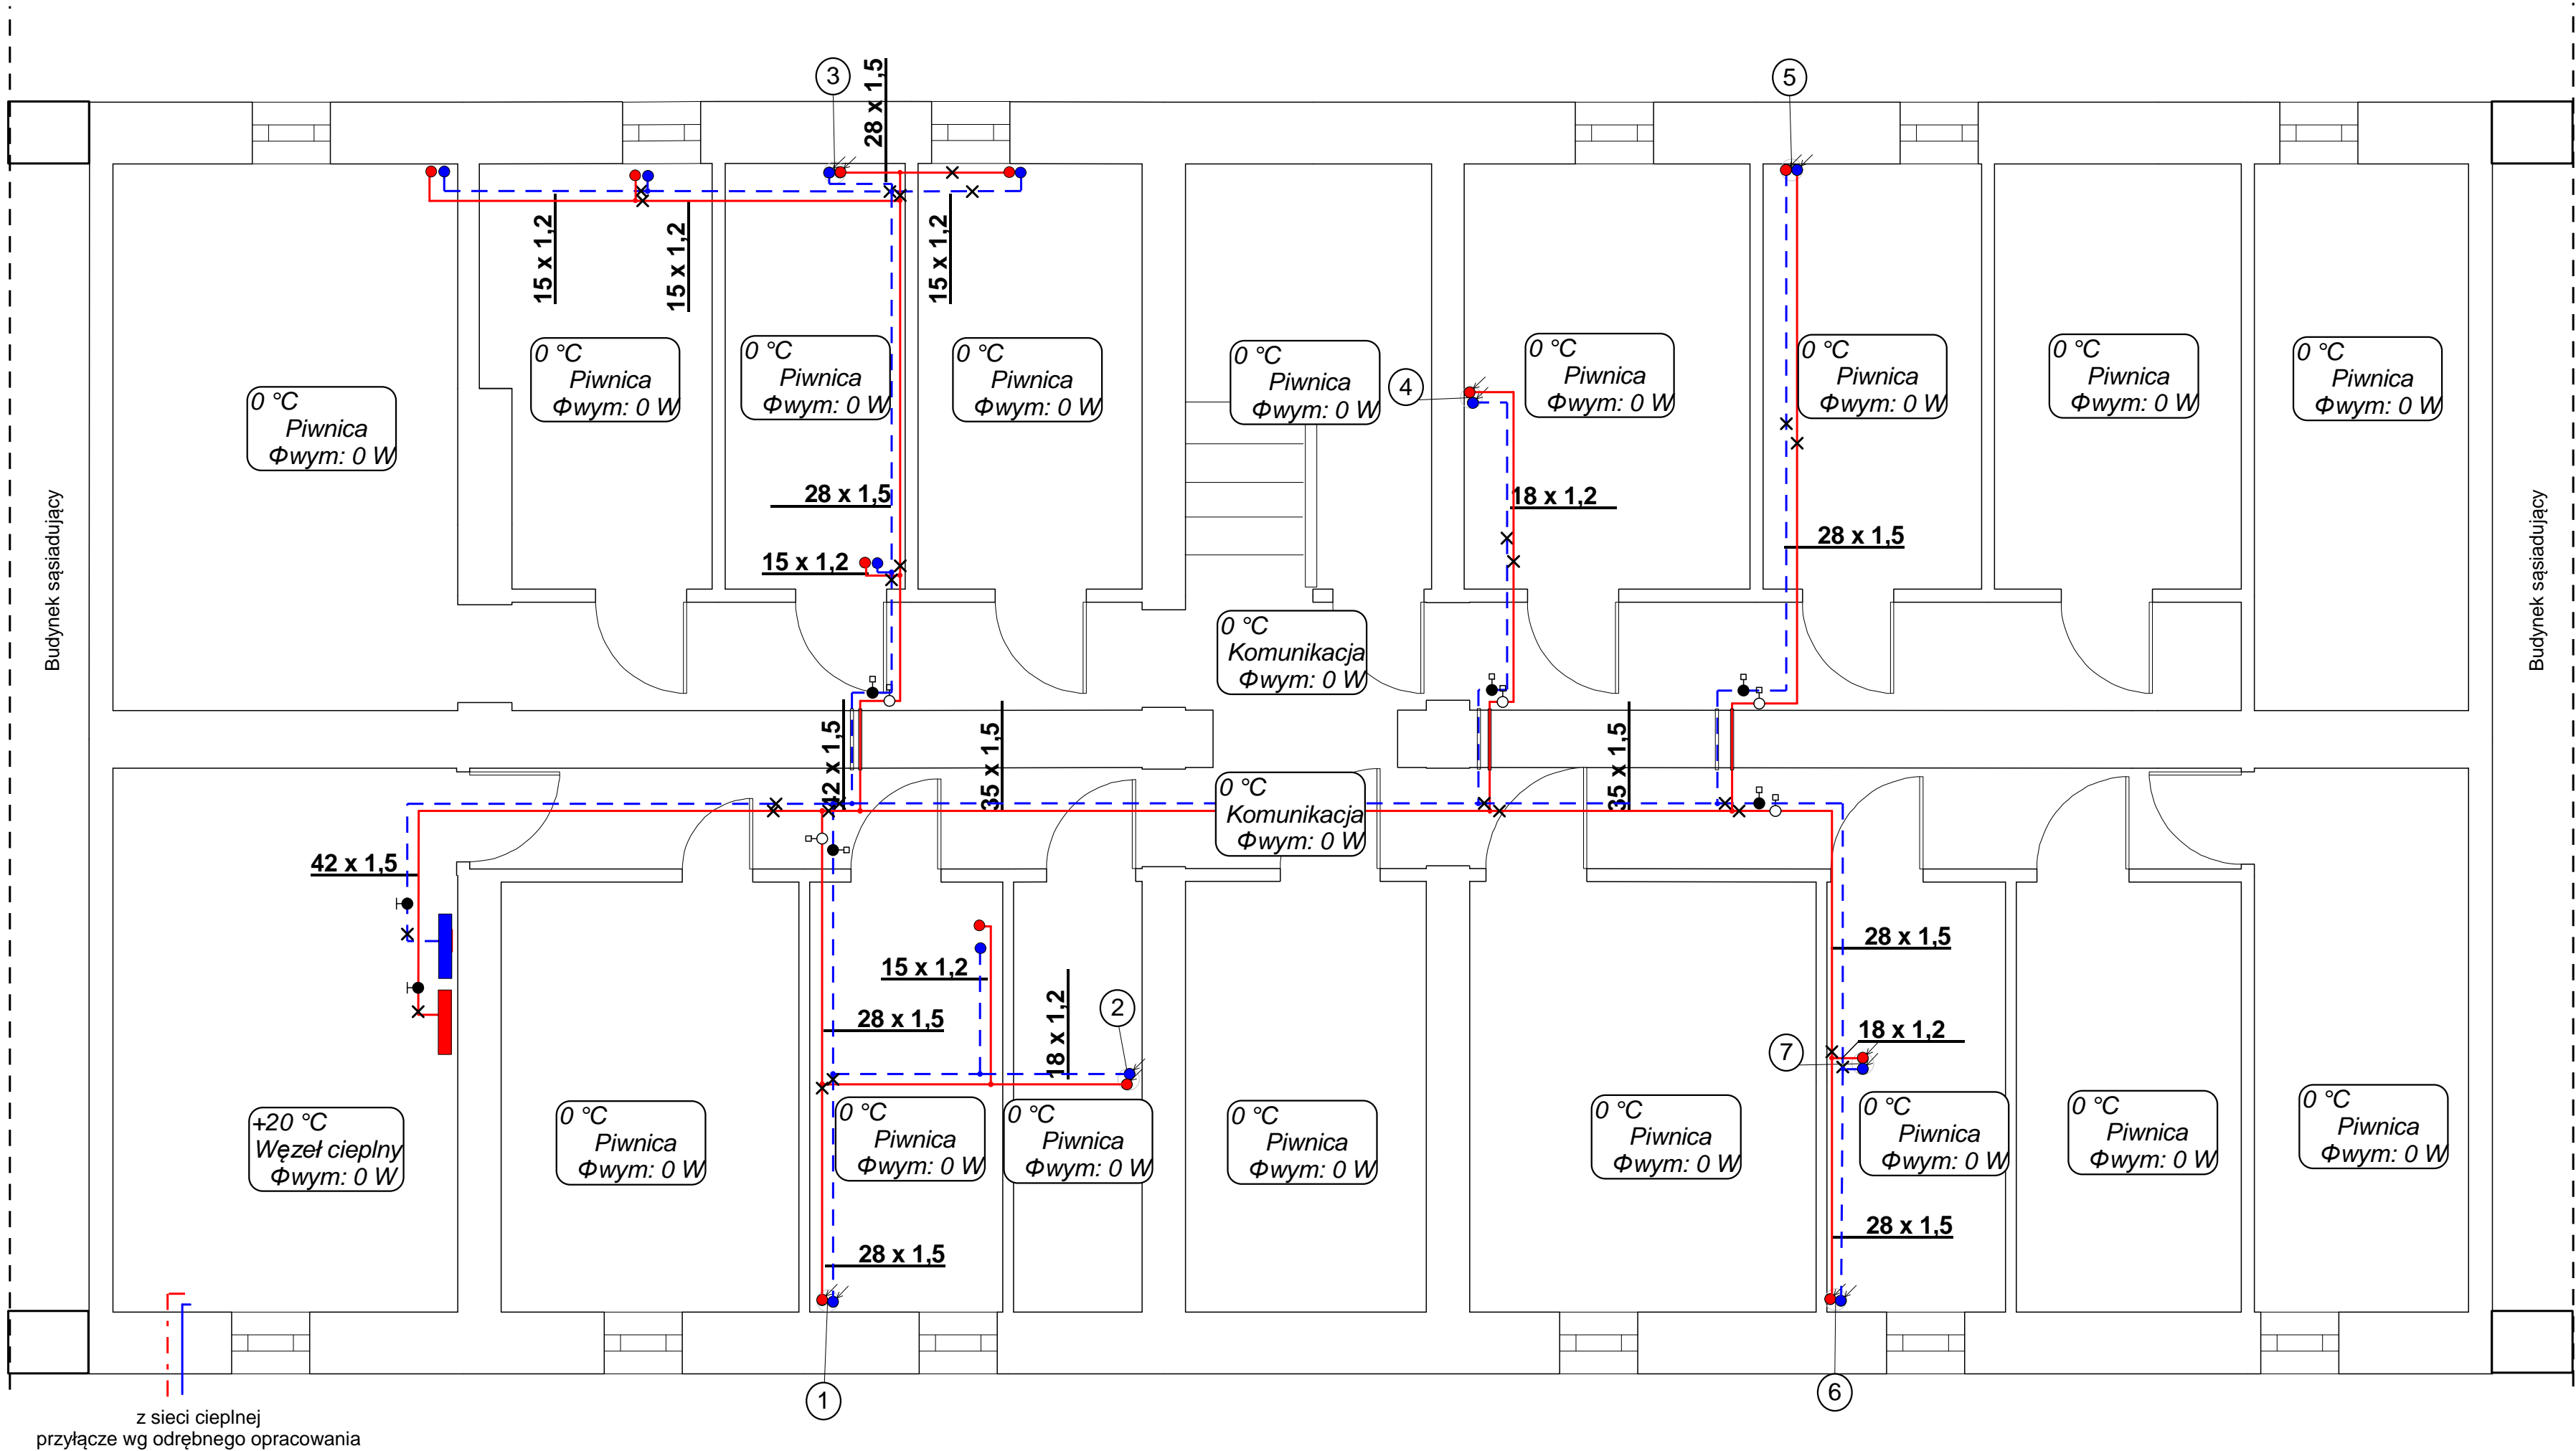 3
28 x 1,5
5
15 x 1,2
15 x 1,2
15 x 1,2
0 °C
Piwnica
Φwym: 0 W
0 °C
Piwnica
Φwym: 0 W
0 °C
Piwnica
Φwym: 0 W
0 °C
Piwnica
Φwym: 0 W
0 °C
Piwnica
Φwym: 0 W
4
0 °C
Piwnica
Φwym: 0 W
0 °C
Piwnica
Φwym: 0 W
0 °C
Piwnica
Φwym: 0 W
0 °C
Piwnica
Φwym: 0 W
Budynek sąsiadujący
28 x 1,5
15 x 1,2
18 x 1,2
28 x 1,5
Budynek sąsiadujący
0 °C
Komunikacja
Φwym: 0 W
42 x 1,5
35 x 1,5
35 x 1,5
0 °C
Komunikacja
Φwym: 0 W
42 x 1,5
15 x 1,2
28 x 1,5
18 x 1,2
2
28 x 1,5
18 x 1,2
7
+20 °C
Węzeł cieplny
Φwym: 0 W
0 °C
Piwnica
Φwym: 0 W
0 °C
Piwnica
Φwym: 0 W
0 °C
Piwnica
Φwym: 0 W
0 °C
Piwnica
Φwym: 0 W
0 °C
Piwnica
Φwym: 0 W
0 °C
Piwnica
Φwym: 0 W
0 °C
Piwnica
Φwym: 0 W
0 °C
Piwnica
Φwym: 0 W
28 x 1,5
28 x 1,5
1
6
z sieci cieplnej
przyłącze wg odrębnego opracowania